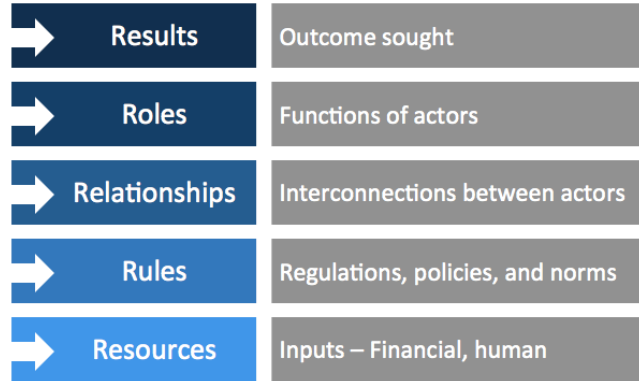 Results
Outcome sought
Roles
Functions of actors
Relationships
Interconnections between actors
Rules
Regulations, policies, and norms
Resources
Inputs – Financial, human